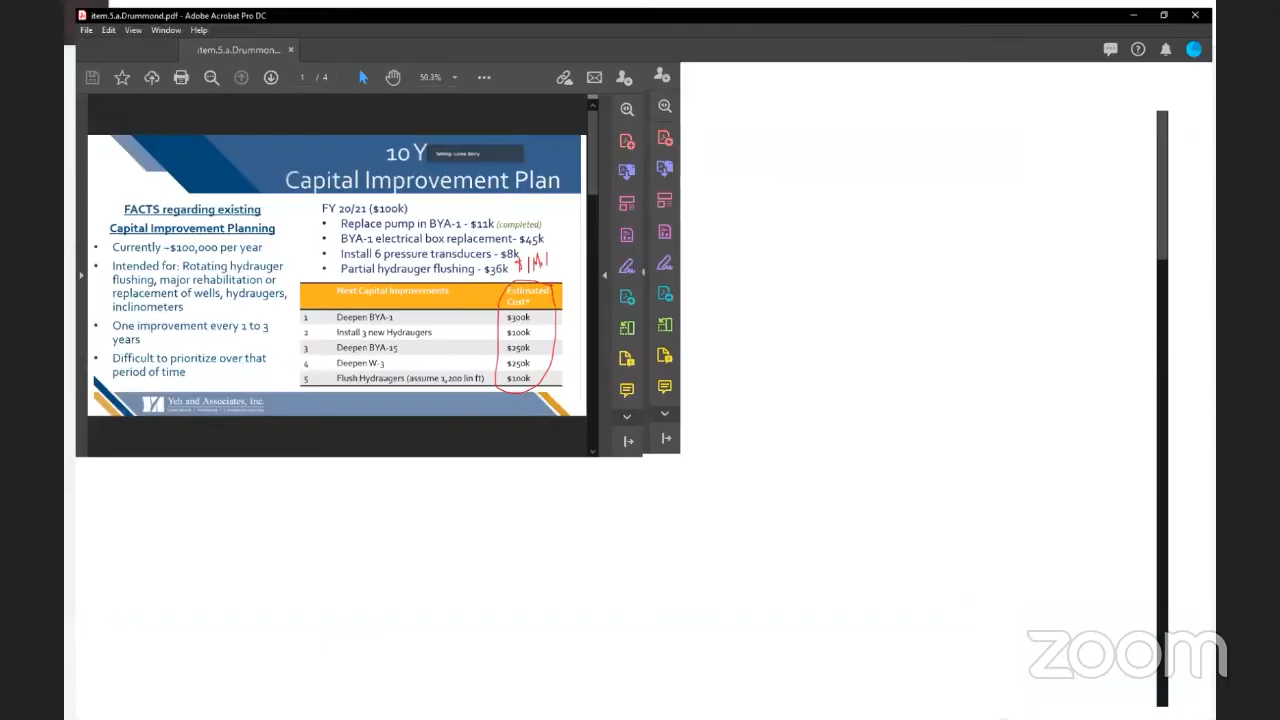 item.5.a.Drummond.pdf - Adobe Acrobat Pro DC
File Edit View Window Help
item.5.a.Drummon... ×
1 / 4 50.3%
10 Y
Talking: Lorna Berry
Capital Improvement Plan
FACTS regarding existing
Capital Improvement Planning
• Currently ~$100,000 per year
• Intended for: Rotating hydrauger
flushing, major rehabilitation or
replacement of wells, hydraugers,
inclinometers
• One improvement every 1 to 3
years
• Difficult to prioritize over that
period of time
FY 20/21 ($100k)
• Replace pump in BYA-1 - $11k (completed)
• BYA-1 electrical box replacement- $45k
• Install 6 pressure transducers - $8k
• Partial hydrauger flushing - $36k
$1M
Next Capital Improvements Estimated
Cost*
1 Deepen BYA-1 $300k
2 Install 3 new Hydraugers $100k
3 Deepen BYA-15 $250k
4 Deepen W-3 $250k
5 Flush Hydraugers (assume 1,200 lin ft) $100k
Yeh and Associates, Inc.
zoom